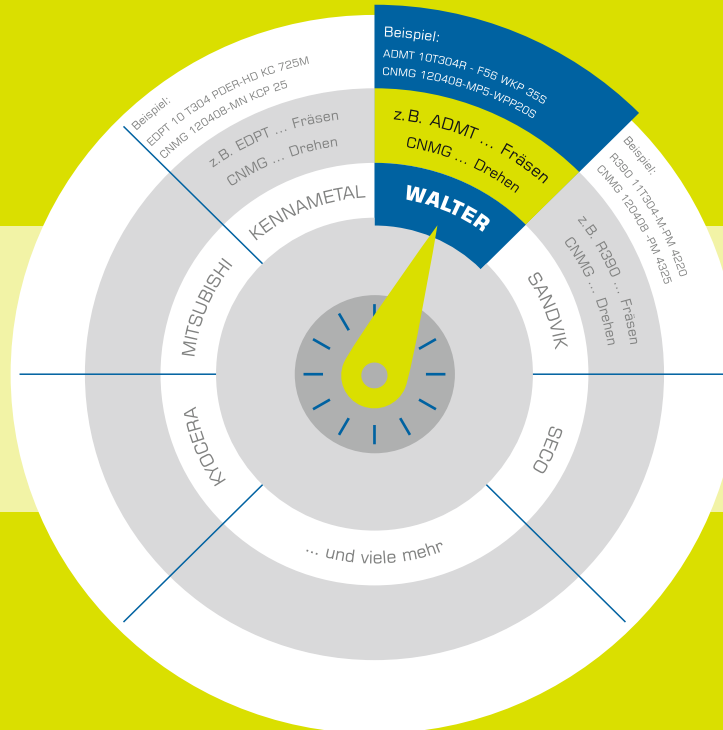 Beispiel:
EDPT 10 T304 PDER-HD KC 725M
CNMG 120408-MN KCP 25
z.B. EDPT ... Fräsen
CNMG ... Drehen
KENNAMETAL
Beispiel:
ADMT 10T304R - F56 WKP 35S
CNMG 120408-MP5-WPP20S
z.B. ADMT ... Fräsen
CNMG ... Drehen
WALTER
Beispiel:
R390 11T304-M-PM 4220
CNMG 120408 -PM 4325
z.B. R390 ... Fräsen
CNMG ... Drehen
SANDVIK
SECO
... und viele mehr
KYOCERA
MITSUBISHI